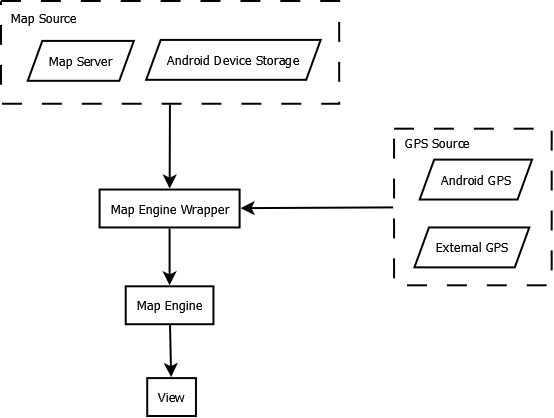 Map Source
Map Server
Android Device Storage
GPS Source
Android GPS
Map Engine Wrapper
External GPS
Map Engine
View